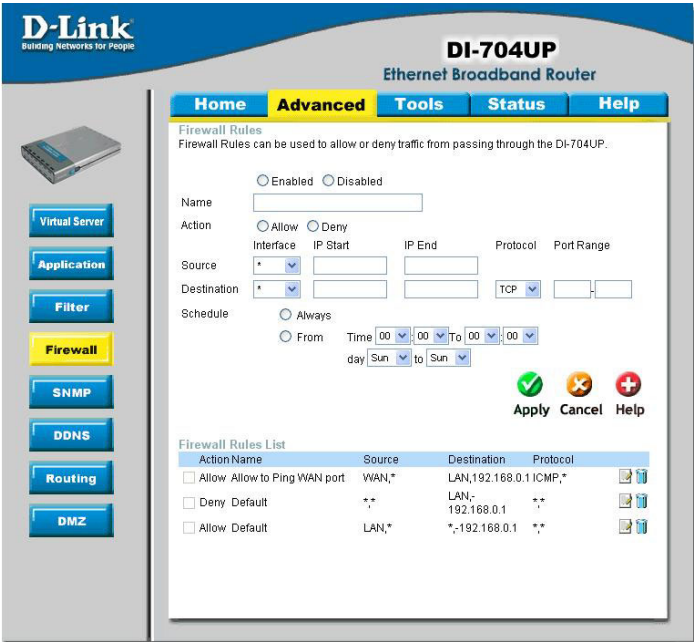 D-Link
Building Networks for People
DI-704UP
Ethernet Broadband Router
Home Advanced Tools Status Help
Virtual Server
Application
Filter
Firewall
SNMP
DDNS
Routing
DMZ
Firewall Rules
Firewall Rules can be used to allow or deny traffic from passing through the DI-704UP.
Enabled Disabled
Name
Action Allow Deny
Interface IP Start IP End Protocol Port Range
Source *
Destination * TCP -
Schedule Always
From Time 00 : 00 To 00 : 00
day Sun to Sun
Apply Cancel Help
Firewall Rules List
Action Name Source Destination Protocol
Allow Allow to Ping WAN port WAN,* LAN,192.168.0.1 ICMP,*
Deny Default *,* LAN,- *,*
192.168.0.1
Allow Default LAN,* *,-192.168.0.1 *,*